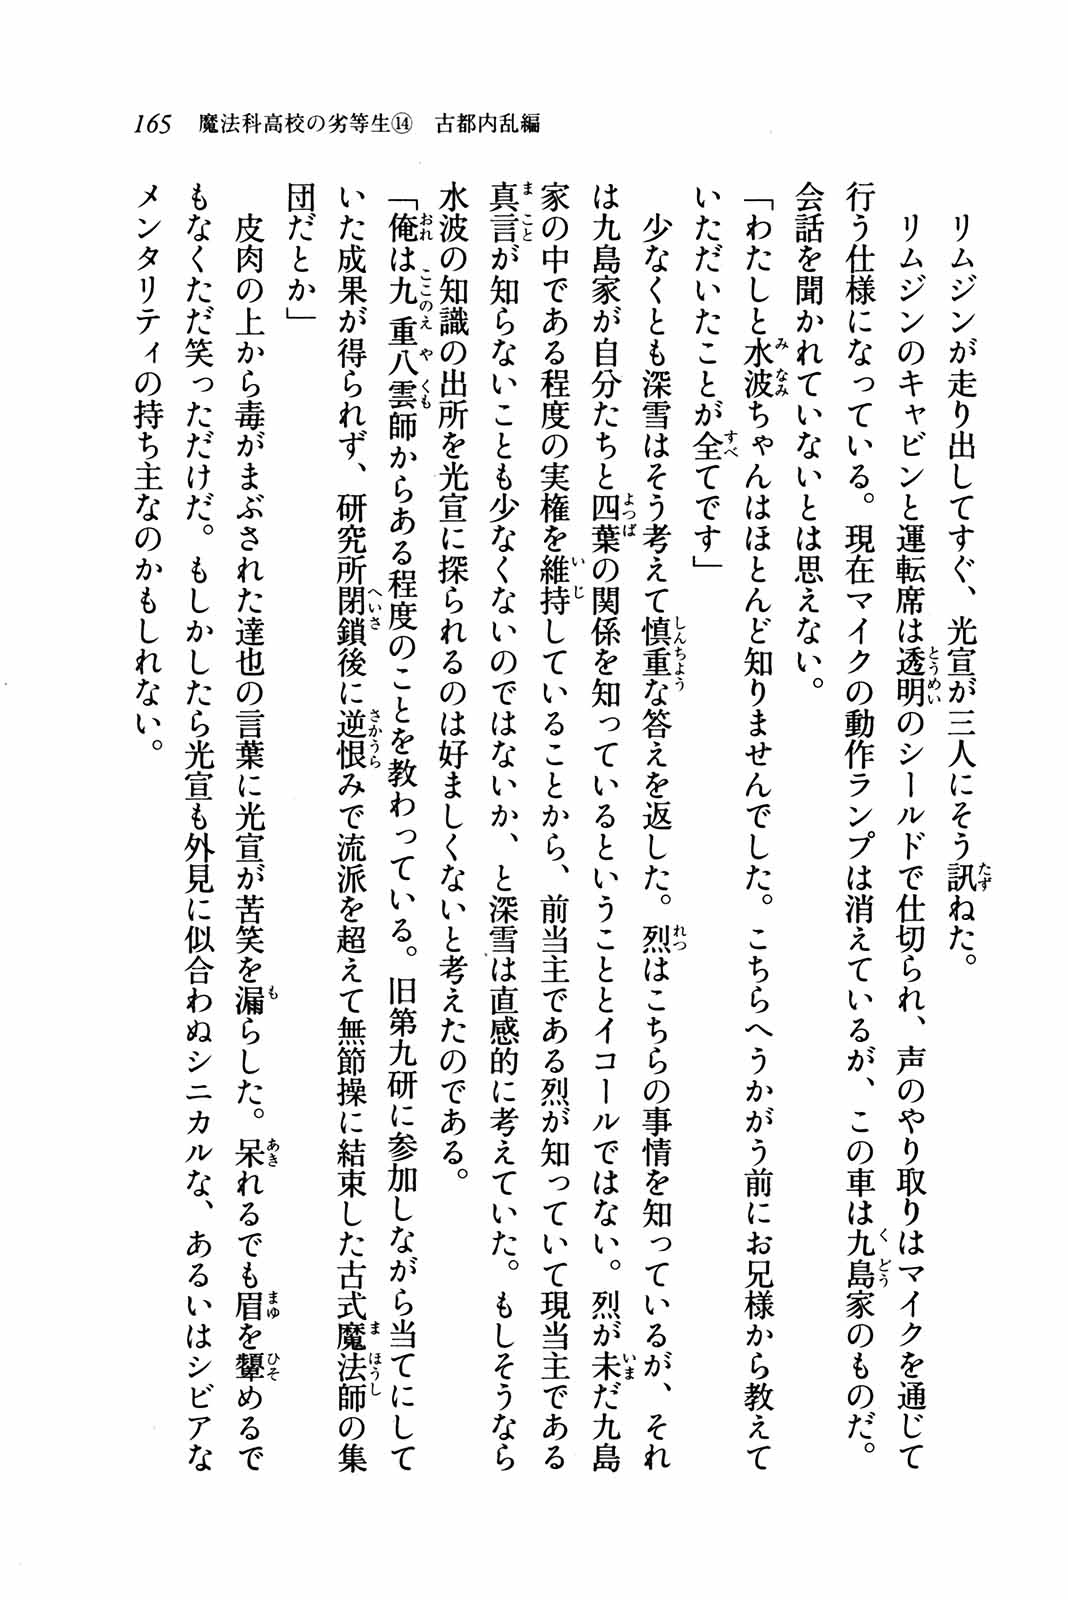 165　魔法科高校の劣等生⑭　古都内乱編
　リムジンが走り出してすぐ、光宣が三人にそう訊ねた。
　リムジンのキャビンと運転席は透明のシールドで仕切られ、声のやり取りはマイクを通じて
行う仕様になっている。現在マイクの動作ランプは消えているが、この車は九島家のものだ。
会話を聞かれていないとは思えない。
「わたしと水波ちゃんはほとんど知りませんでした。こちらへうかがう前にお兄様から教えて
いただいたことが全てです」
　少なくとも深雪はそう考えて慎重な答えを返した。烈はこちらの事情を知っているが、それ
は九島家が自分たちと四葉の関係を知っているということとイコールではない。烈が未だ九島
家の中である程度の実権を維持していることから、前当主である烈が知っていて現当主である
真言が知らないことも少なくないのではないか、と深雪は直感的に考えていた。もしそうなら
水波の知識の出所を光宣に探られるのは好ましくないと考えたのである。
「俺は九重八雲師からある程度のことを教わっている。旧第九研に参加しながら当てにして
いた成果が得られず、研究所閉鎖後に逆恨みで流派を超えて無節操に結束した古式魔法師の集
団だとか」
　皮肉の上から毒がまぶされた達也の言葉に光宣が苦笑を漏らした。呆れるでも眉を顰めるで
もなくただ笑っただけだ。もしかしたら光宣も外見に似合わぬシニカルな、あるいはシビアな
メンタリティの持ち主なのかもしれない。